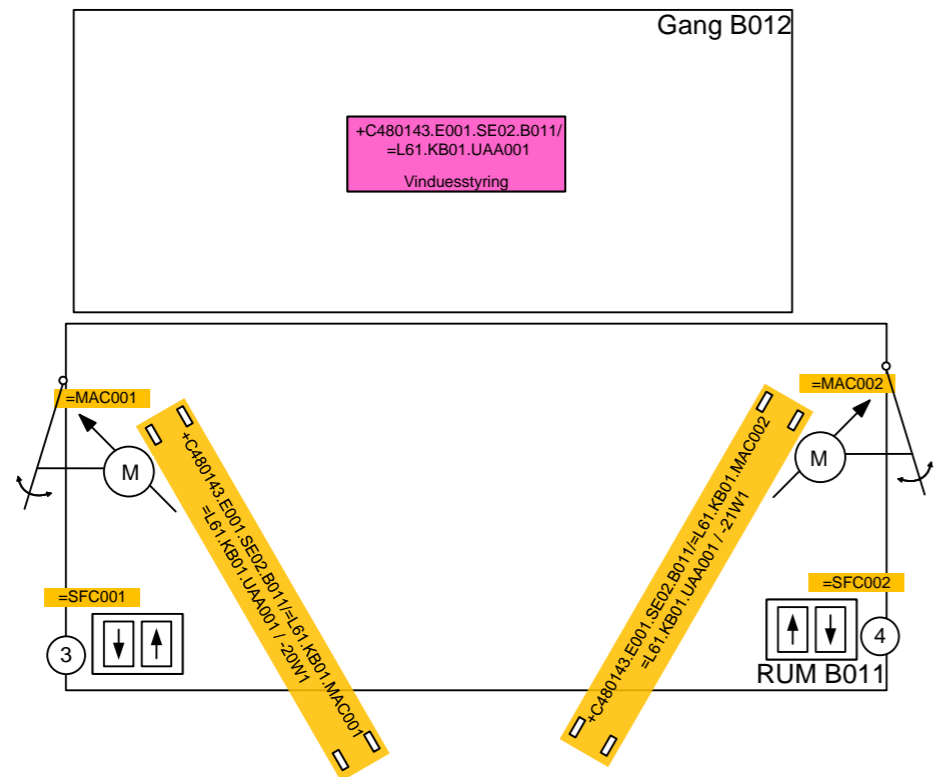 Gang B012
+C480143.E001.SE02.B011/
=L61.KB01.UAA001
Vinduesstyring
=MAC001
=MAC002
M
M
+C480143.E001.SE02.B011/=L61.KB01.MAC001
=L61.KB01.UAA001 / -20W1
+C480143.E001.SE02.B011/=L61.KB01.MAC002
=L61.KB01.UAA001 / -21W1
=SFC001
=SFC002
3
4
RUM B011